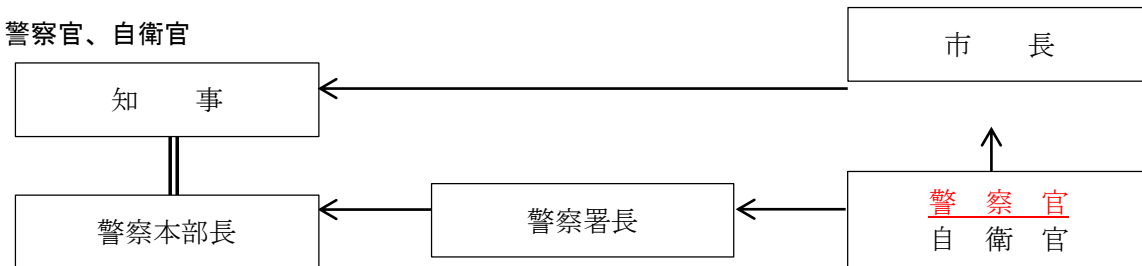 警察官、自衛官
市　　長
知　　事
警察本部長
警察署長
警　察　官
自　衛　官